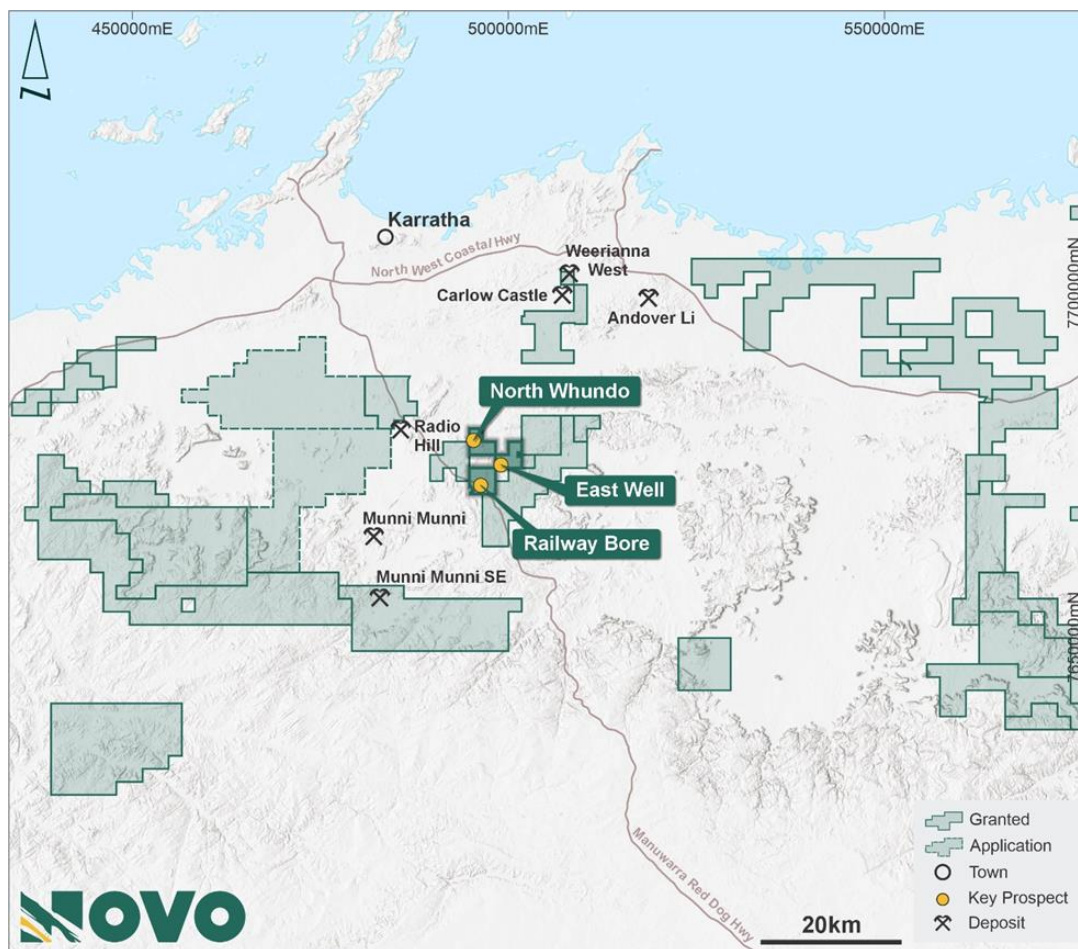 450000mE
500000mE
550000mE
N
7700000mN
Karratha
North West Coastal Hwy
Weerianna
West
Carlow Castle
Andover Li
North Whundo
Radio
Hill
East Well
Munni Munni
Railway Bore
Munni Munni SE
7650000mN
Manuwarra Red Dog Hwy
Granted
Application
Town
Key Prospect
Deposit
20km
NOVO